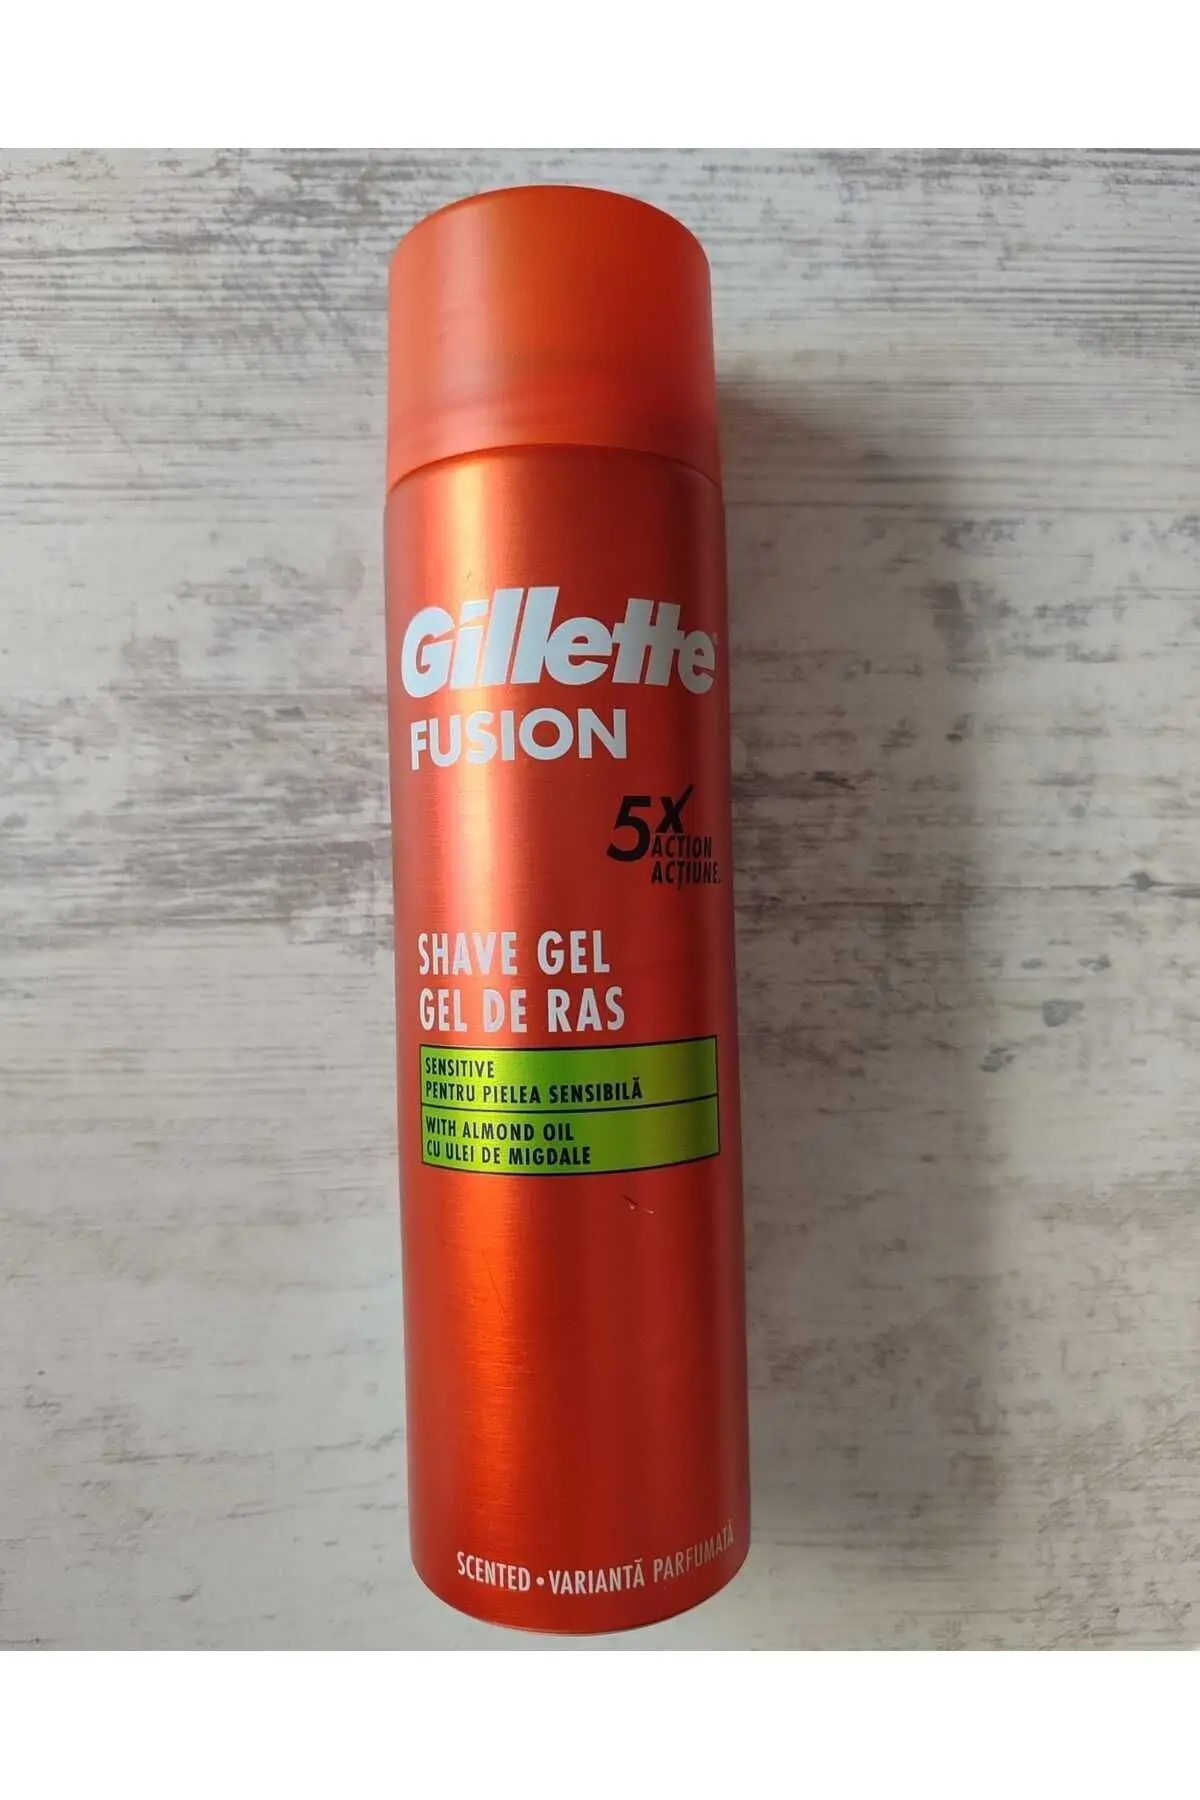 Gillette®
FUSION
5X
ACTION
ACȚIUNE.
SHAVE GEL
GEL DE RAS
SENSITIVE
PENTRU PIELEA SENSIBILĂ
WITH ALMOND OIL
CU ULEI DE MIGDALE
SCENTED • VARIANTĂ PARFUMATĂ